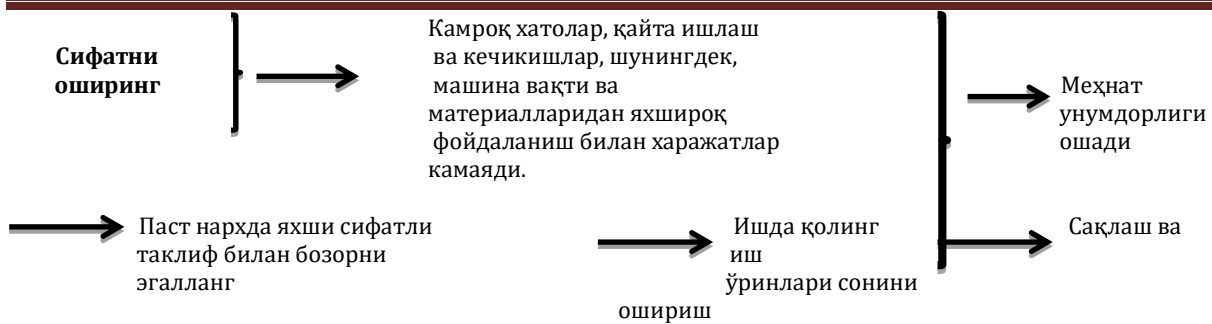 Сифатни
оширинг
Камроқ хатолар, қайта ишлаш
ва кечикишлар, шунингдек,
машина вақти ва
материалларидан яхшироқ
фойдаланиш билан харажатлар
камаяди.
Меҳнат
унумдорлиги
ошади
Паст нархда яхши сифатли
таклиф билан бозорни
эгалланг
Ишда қолинг
иш
ўринлари сонини
ошириш
Сақлаш ва